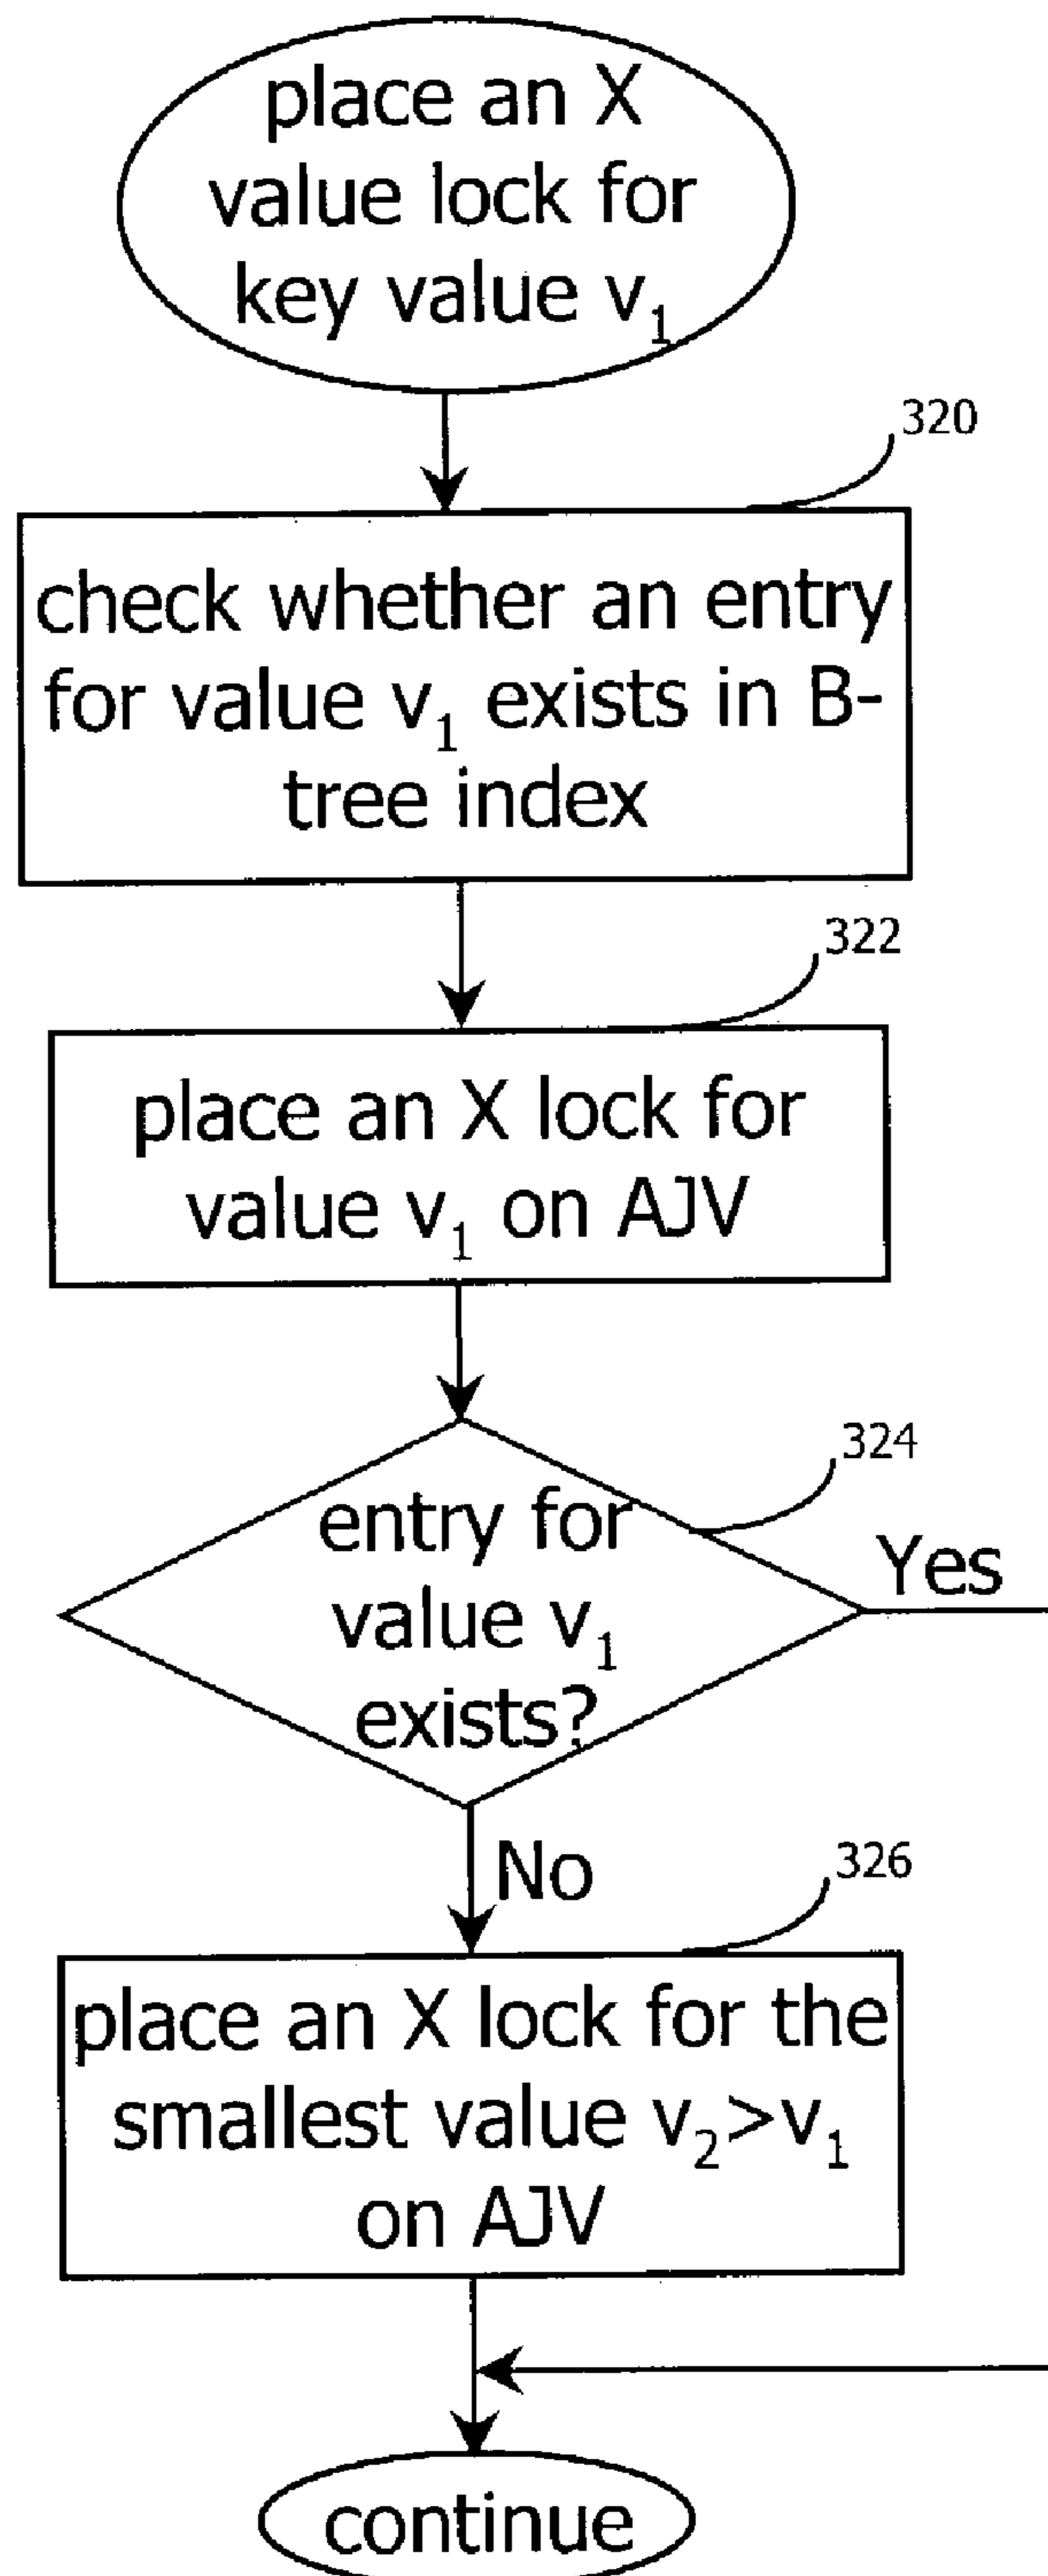 place an X
value lock for
key value v₁
320
check whether an entry
for value v₁ exists in B-
tree index
322
place an X lock for
value v₁ on AJV
324
entry for
value v₁
exists?
Yes
No
326
place an X lock for the
smallest value v₂>v₁
on AJV
continue